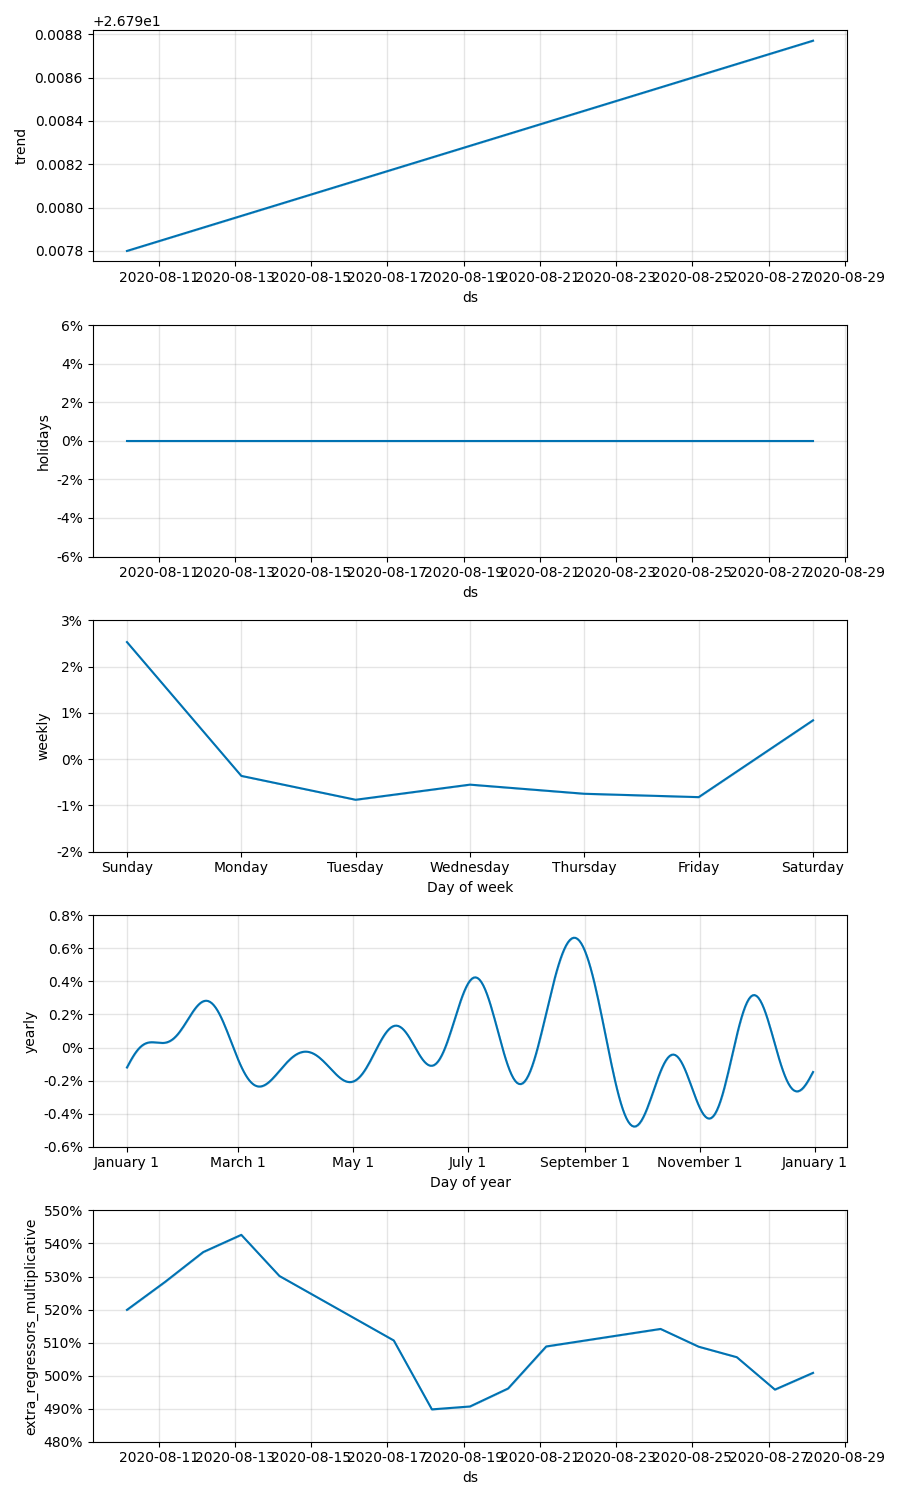 +2.679e1
0.0088
0.0086
0.0084
0.0082
0.0080
0.0078
trend
2020-08-11 2020-08-13 2020-08-15 2020-08-17 2020-08-19 2020-08-21 2020-08-23 2020-08-25 2020-08-27 2020-08-29
ds
6%
4%
2%
0%
-2%
-4%
-6%
holidays
2020-08-11 2020-08-13 2020-08-15 2020-08-17 2020-08-19 2020-08-21 2020-08-23 2020-08-25 2020-08-27 2020-08-29
ds
3%
2%
1%
0%
-1%
-2%
weekly
Sunday Monday Tuesday Wednesday Thursday Friday Saturday
Day of week
0.8%
0.6%
0.4%
0.2%
0%
-0.2%
-0.4%
-0.6%
yearly
January 1 March 1 May 1 July 1 September 1 November 1 January 1
Day of year
550%
540%
530%
520%
510%
500%
490%
480%
extra_regressors_multiplicative
2020-08-11 2020-08-13 2020-08-15 2020-08-17 2020-08-19 2020-08-21 2020-08-23 2020-08-25 2020-08-27 2020-08-29
ds